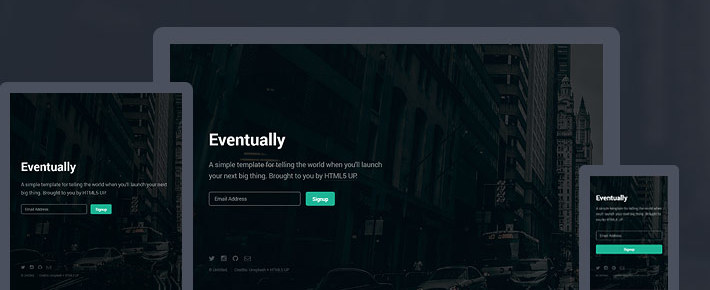 Eventually
A simple template for telling the world when you'll launch your next
big thing. Brought to you by HTML5 UP.
Email Address
Signup
Eventually
A simple template for telling the world when you'll launch
your next big thing. Brought to you by HTML5 UP.
Email Address
Signup
Eventually
A simple template for telling the world when
you'll launch your next big thing. Brought to
you by HTML5 UP.
Email Address
Signup